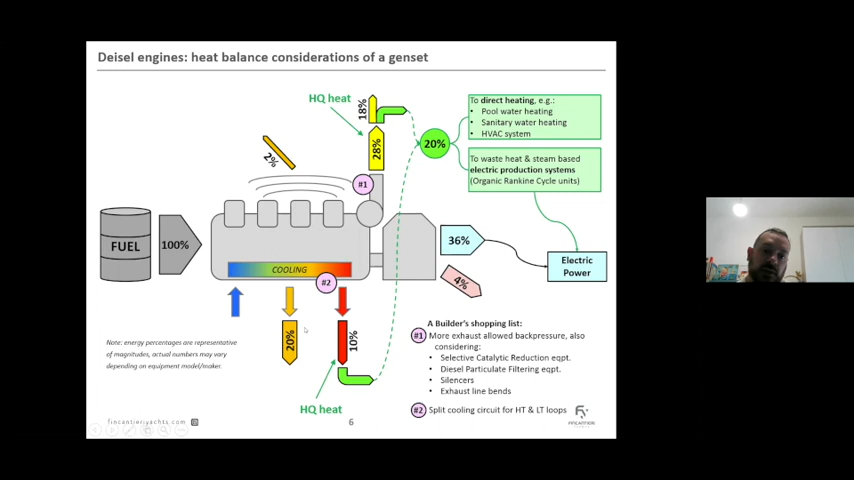 Deisel engines: heat balance considerations of a genset
HQ heat
18%
28%
2%
20%
To direct heating, e.g.:
• Pool water heating
• Sanitary water heating
• HVAC system
To waste heat & steam based
electric production systems
(Organic Rankine Cycle units)
#1
FUEL
100%
36%
4%
Electric
Power
COOLING
#2
20%
10%
HQ heat
Note: energy percentages are representative
of magnitudes, actual numbers may vary
depending on equipment model/maker.
A Builder's shopping list:
#1 More exhaust allowed backpressure, also
considering:
• Selective Catalytic Reduction eqpt.
• Diesel Particulate Filtering eqpt.
• Silencers
• Exhaust line bends
#2 Split cooling circuit for HT & LT loops
fincantieriyachts.com
6
FINCANTIERI